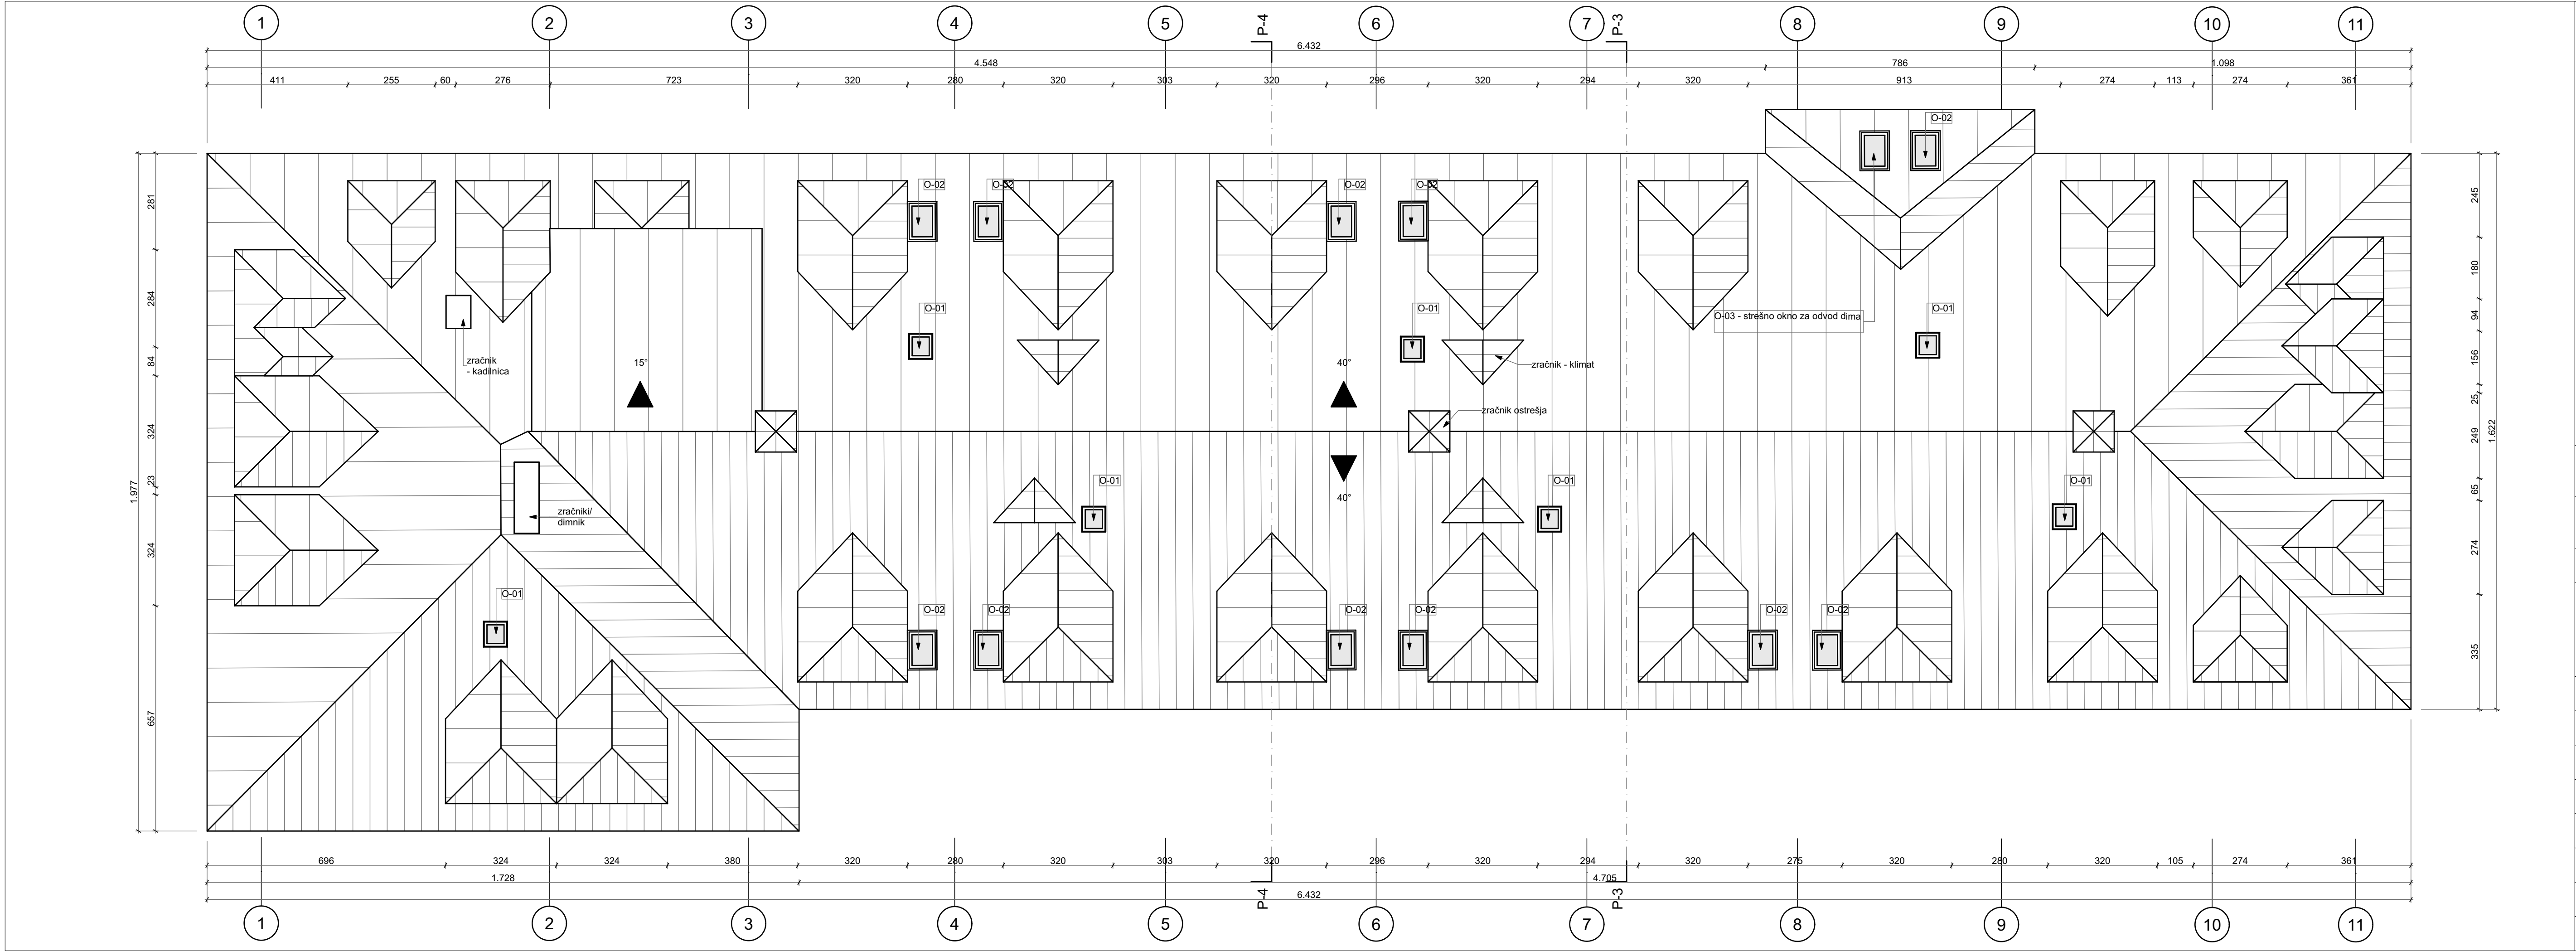 1 2 3 4 5 P-4 6 7 P-3 8 9 10 11
6.432
4.548 786 1.098
411 255 60 276 723 320 280 320 303 320 296 320 294 320 913 274 113 274 361
O-02
O-02 O-02 O-02 O-02
281
245
284
180
O-01 O-01 O-01
O-03 - strešno okno za odvod dima
94
84
zračnik
- kadilnica
15°
40°
zračnik - klimat
156
25
zračnik ostrešja
324
249
1.622
23
1.977
O-01 O-01 O-01
65
40°
zračniki/
dimnik
324
274
O-01
O-02 O-02 O-02 O-02 O-02 O-02
335
657
696 324 324 380 320 280 320 303 320 296 320 294 320 275 320 280 320 105 274 361
1.728 4.705
6.432
1 2 3 4 5 P-4 6 7 P-3 8 9 10 11